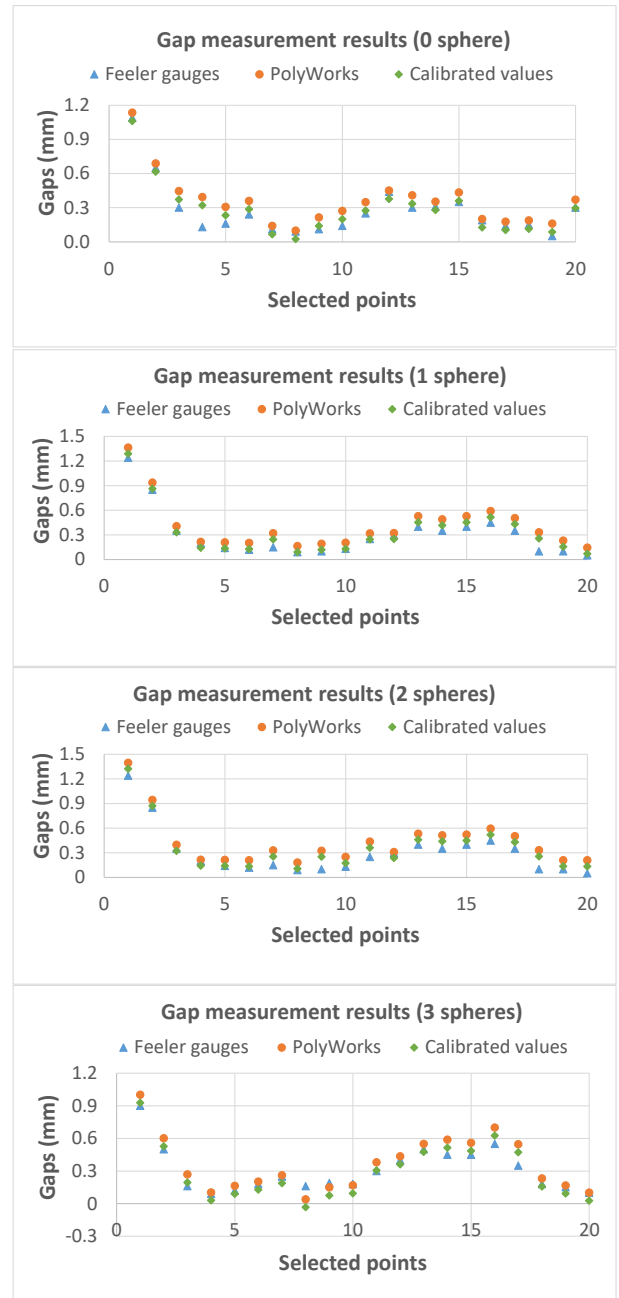 Gap measurement results (0 sphere)
Feeler gauges PolyWorks Calibrated values
Gaps (mm)
1.2
0.9
0.6
0.3
0.0
0 5 10 15 20
Selected points
Gap measurement results (1 sphere)
Feeler gauges PolyWorks Calibrated values
Gaps (mm)
1.5
1.2
0.9
0.6
0.3
0
0 5 10 15 20
Selected points
Gap measurement results (2 spheres)
Feeler gauges PolyWorks Calibrated values
Gaps (mm)
1.5
1.2
0.9
0.6
0.3
0
0 5 10 15 20
Selected points
Gap measurement results (3 spheres)
Feeler gauges PolyWorks Calibrated values
Gaps (mm)
1.2
0.9
0.6
0.3
0
-0.3
0 5 10 15 20
Selected points